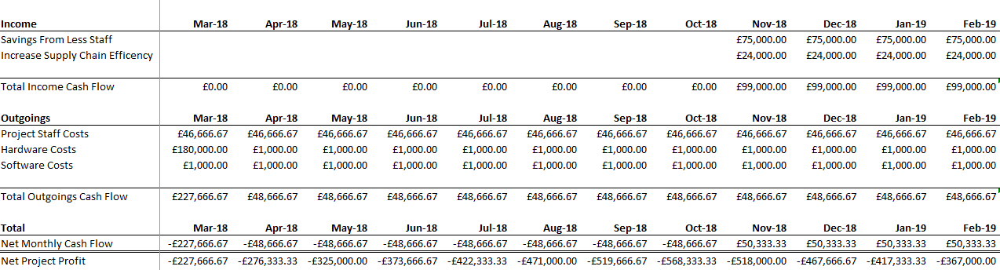 Income Mar-18 Apr-18 May-18 Jun-18 Jul-18 Aug-18 Sep-18 Oct-18 Nov-18 Dec-18 Jan-19 Feb-19
Savings From Less Staff £75,000.00 £75,000.00 £75,000.00 £75,000.00
Increase Supply Chain Efficency £24,000.00 £24,000.00 £24,000.00 £24,000.00
Total Income Cash Flow £0.00 £0.00 £0.00 £0.00 £0.00 £0.00 £0.00 £0.00 £99,000.00 £99,000.00 £99,000.00 £99,000.00
Outgoings Mar-18 Apr-18 May-18 Jun-18 Jul-18 Aug-18 Sep-18 Oct-18 Nov-18 Dec-18 Jan-19 Feb-19
Project Staff Costs £46,666.67 £46,666.67 £46,666.67 £46,666.67 £46,666.67 £46,666.67 £46,666.67 £46,666.67 £46,666.67 £46,666.67 £46,666.67 £46,666.67
Hardware Costs £180,000.00 £1,000.00 £1,000.00 £1,000.00 £1,000.00 £1,000.00 £1,000.00 £1,000.00 £1,000.00 £1,000.00 £1,000.00 £1,000.00
Software Costs £1,000.00 £1,000.00 £1,000.00 £1,000.00 £1,000.00 £1,000.00 £1,000.00 £1,000.00 £1,000.00 £1,000.00 £1,000.00 £1,000.00
Total Outgoings Cash Flow £227,666.67 £48,666.67 £48,666.67 £48,666.67 £48,666.67 £48,666.67 £48,666.67 £48,666.67 £48,666.67 £48,666.67 £48,666.67 £48,666.67
Total Mar-18 Apr-18 May-18 Jun-18 Jul-18 Aug-18 Sep-18 Oct-18 Nov-18 Dec-18 Jan-19 Feb-19
Net Monthly Cash Flow -£227,666.67 -£48,666.67 -£48,666.67 -£48,666.67 -£48,666.67 -£48,666.67 -£48,666.67 -£48,666.67 £50,333.33 £50,333.33 £50,333.33 £50,333.33
Net Project Profit -£227,666.67 -£276,333.33 -£325,000.00 -£373,666.67 -£422,333.33 -£471,000.00 -£519,666.67 -£568,333.33 -£518,000.00 -£467,666.67 -£417,333.33 -£367,000.00